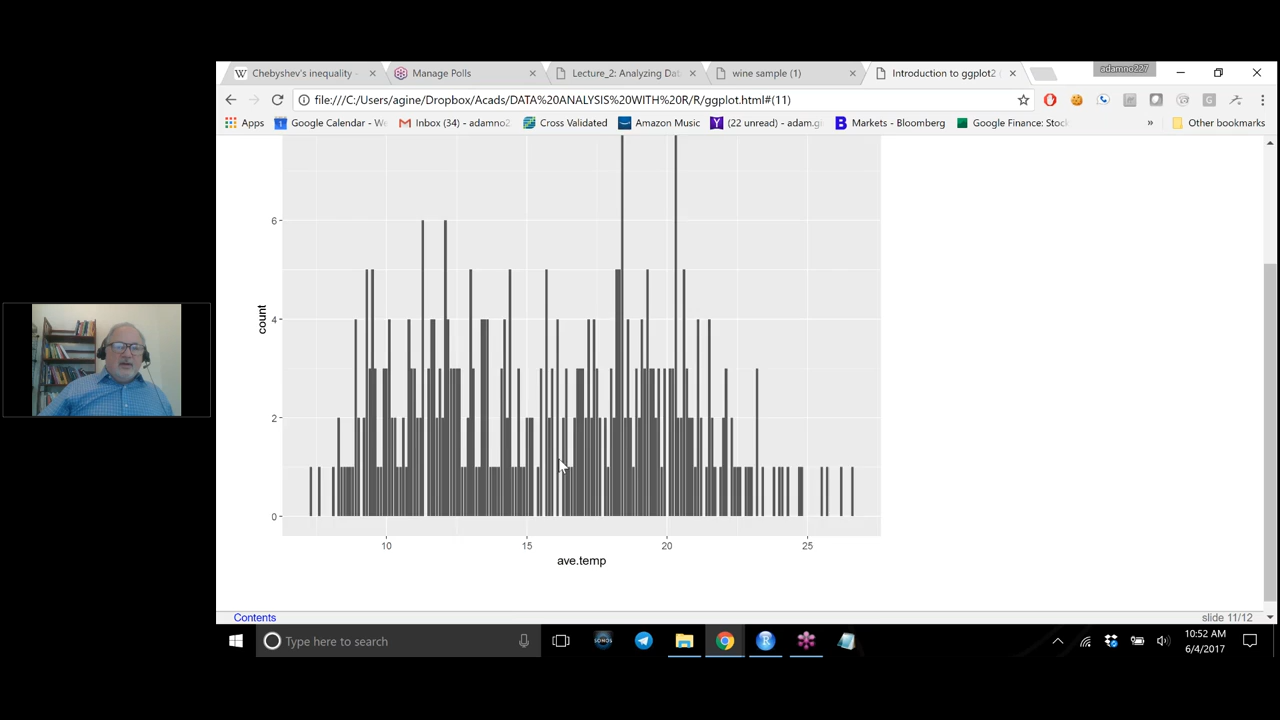 Chebyshev's inequality -
Manage Polls
Lecture_2: Analyzing Dat
wine sample (1)
Introduction to ggplot2 (
adamno227
file:///C:/Users/agine/Dropbox/Acads/DATA%20ANALYSIS%20WITH%20R/R/ggplot.html#(11)
Apps
Google Calendar - We
Inbox (34) - adamno2
Cross Validated
Amazon Music
(22 unread) - adam.g
Markets - Bloomberg
Google Finance: Stock
»
Other bookmarks
6
4
2
0
count
10 15 20 25
ave.temp
Contents
slide 11/12
Type here to search
SONOS
10:52 AM
6/4/2017